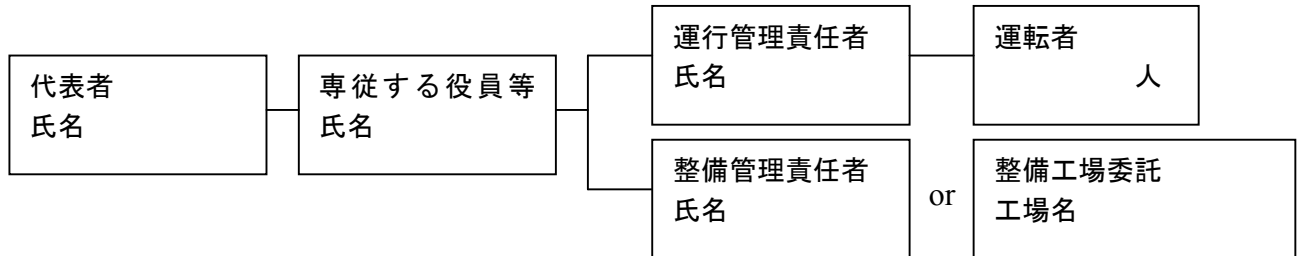 代表者
氏名
専従する役員等
氏名
運行管理責任者
氏名
運転者
人
整備管理責任者
氏名
or
整備工場委託
工場名